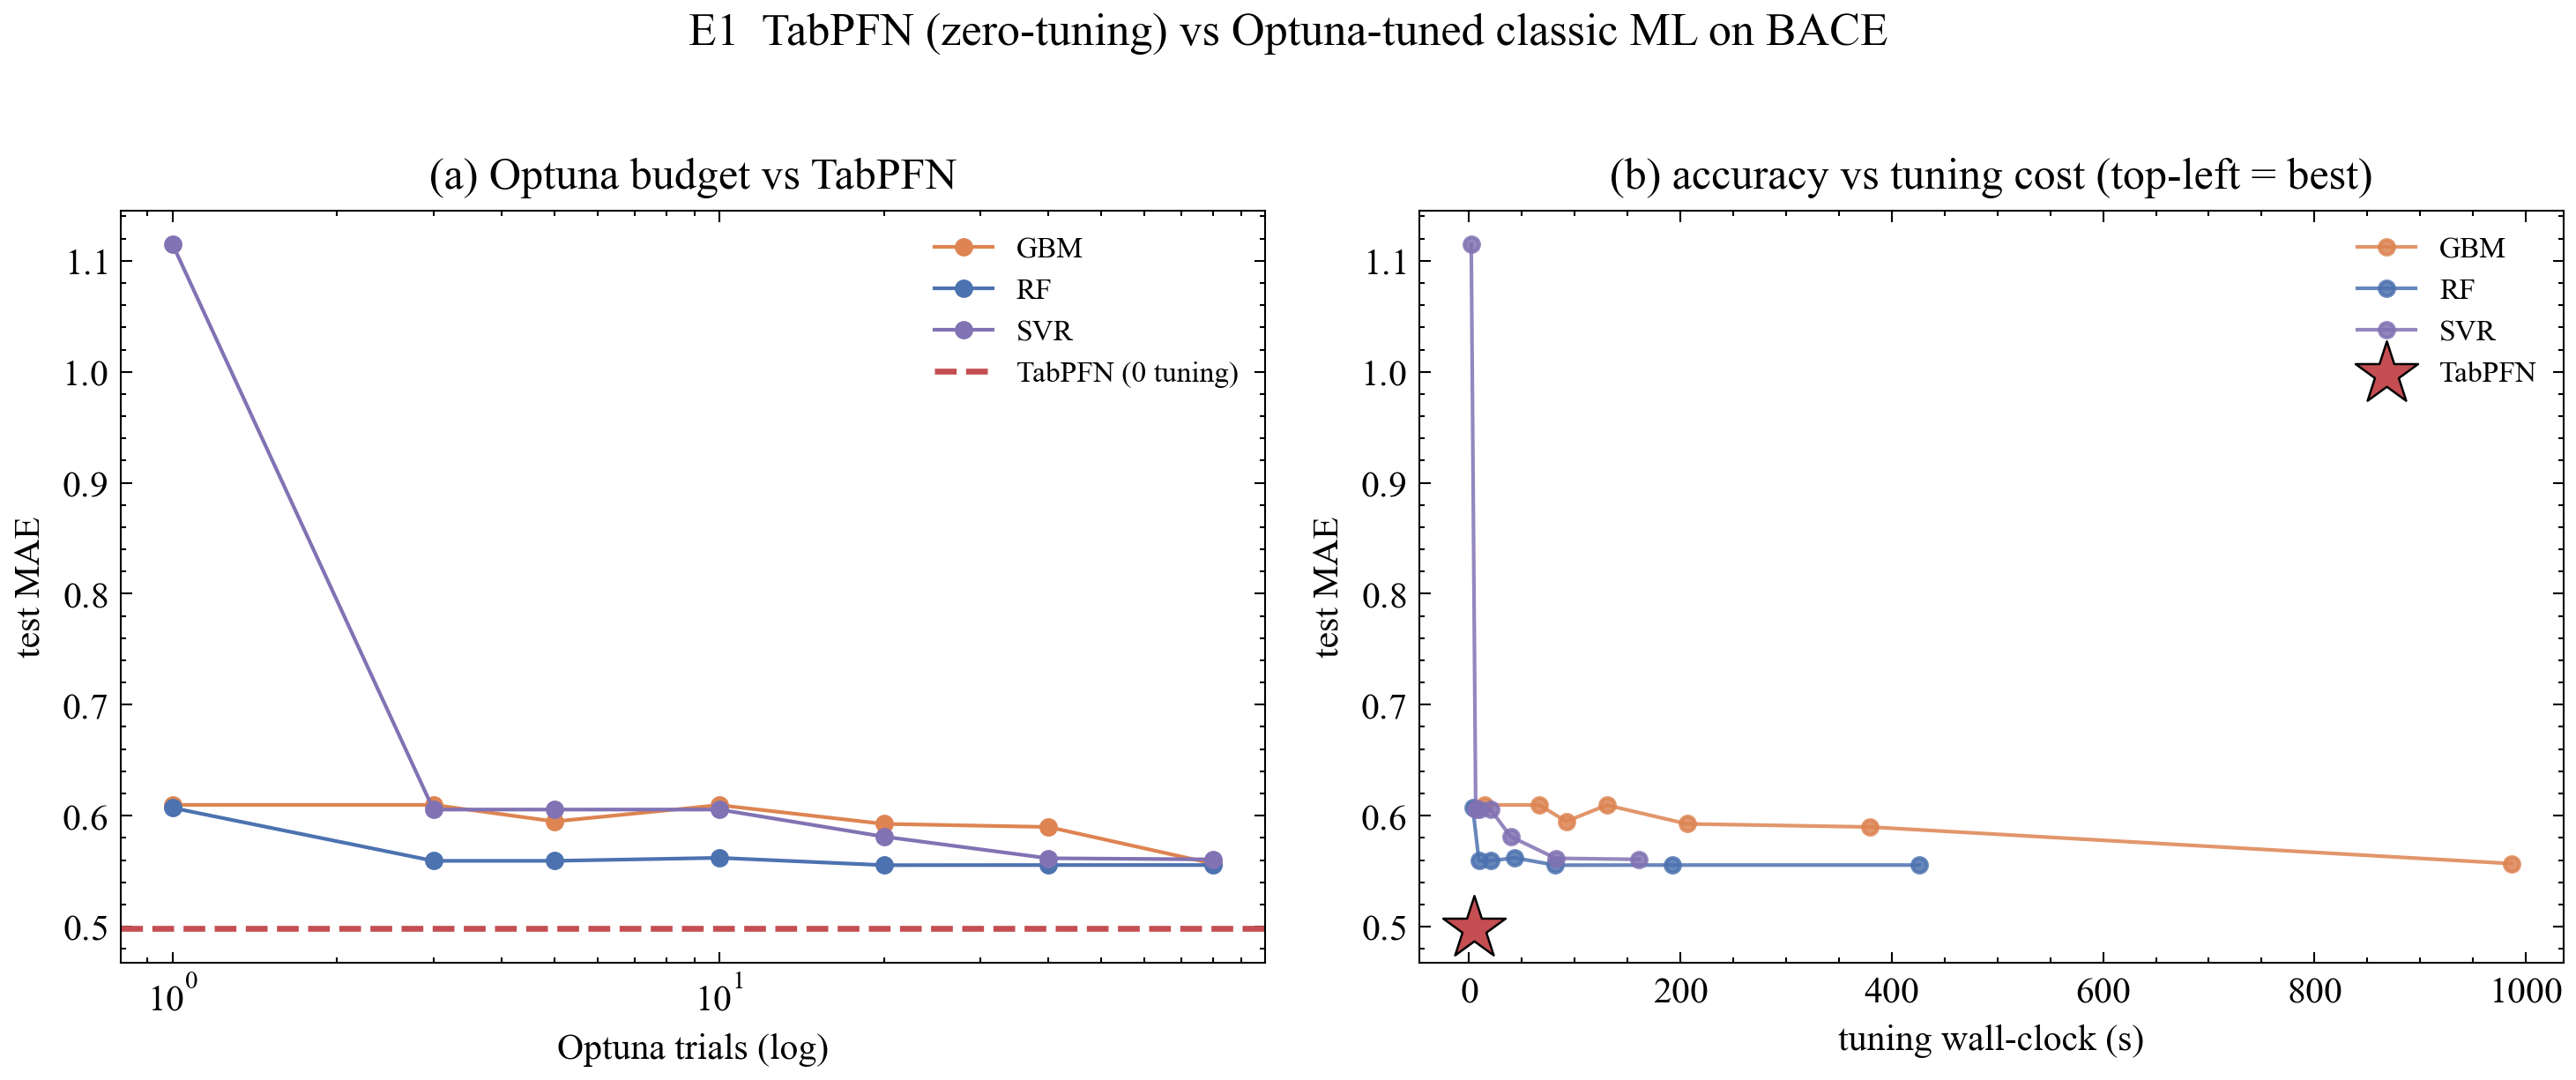 E1 TabPFN (zero-tuning) vs Optuna-tuned classic ML on BACE
(a) Optuna budget vs TabPFN
GBM
RF
SVR
TabPFN (0 tuning)
1.1
1.0
0.9
0.8
0.7
0.6
0.5
test MAE
10⁰
10¹
Optuna trials (log)
(b) accuracy vs tuning cost (top-left = best)
GBM
RF
SVR
TabPFN
1.1
1.0
0.9
0.8
0.7
0.6
0.5
test MAE
0
200
400
600
800
1000
tuning wall-clock (s)